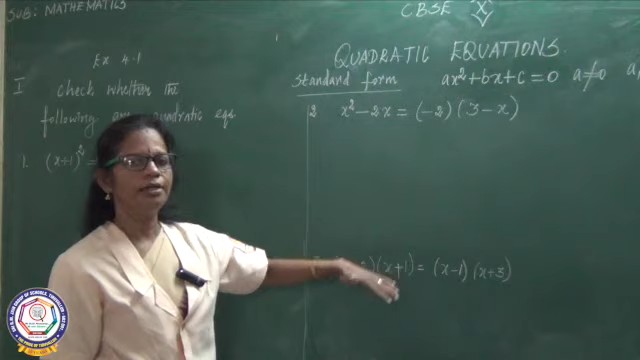 SUB: MATHEMATICS
CBSE X
Ex 4.1
QUADRATIC EQUATIONS.
I Check whether the
following are quadratic eqn.
Standard form ax²+bx+c=0 a≠0
1. (x+1)²=
2 x²-2x=(-2)(3-x)
)(x+1)=(x-1)(x+3)